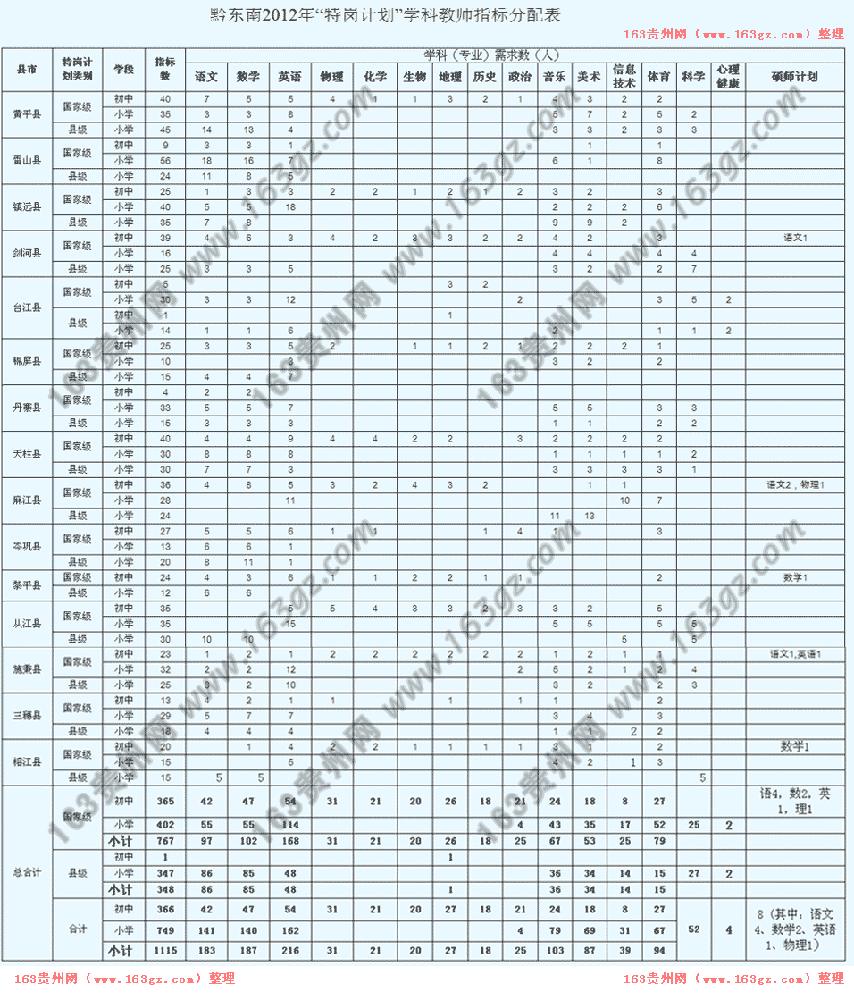 黔东南2012年“特岗计划”学科教师指标分配表
163贵州网（www.163gz.com）整理
县市 特岗计划类别 学段 指标数 学科（专业）需求数（人）
语文 数学 英语 物理 化学 生物 地理 历史 政治 音乐 美术 信息技术 体育 科学 心理健康 硕师计划
黄平县 国家级 初中 40 7 5 5 4 1 1 3 2 1 4 3 2 2
小学 35 3 3 8 5 7 2 5 2
县级 小学 45 14 13 4 3 3 2 3 3
雷山县 国家级 初中 9 3 3 1 1 1
小学 56 18 16 7 6 1 8
县级 小学 24 11 8 5
镇远县 国家级 初中 25 1 3 3 2 2 1 2 1 2 3 2 3
小学 40 5 5 18 2 2 2 6
县级 小学 35 7 8 9 9 2
剑河县 国家级 初中 39 4 6 3 4 2 3 3 2 2 4 2 3 语文1
小学 16 4 4 4 4
县级 小学 25 3 3 5 3 2 2 7
台江县 国家级 初中 5 3 2
小学 30 3 3 12 2 3 5 2
县级 初中 1 1
小学 14 1 1 6 2 1 1 2
锦屏县 国家级 初中 25 3 3 5 2 1 1 2 1 2 2 2 1
小学 10 3 3 2 2
县级 小学 15 4 4 7
丹寨县 国家级 初中 4 2 2
小学 33 5 5 7 5 5 3 3
县级 小学 15 3 3 3 1 1 2 2
天柱县 国家级 初中 40 4 4 9 4 4 2 2 3 2 2 2 2
小学 30 8 8 8 1 1 1 1 2
县级 小学 30 7 7 3 3 3 3 3 1
麻江县 国家级 初中 36 4 8 5 3 2 4 3 2 1 1 语文2，物理1
小学 28 11 10 7
县级 小学 24 11 13
岑巩县 国家级 初中 27 5 5 6 1 1 1 4 1 3
小学 13 6 6 1
县级 小学 20 8 11 1
黎平县 国家级 初中 24 4 3 6 1 1 2 2 1 1 2 数学1
县级 小学 12 6 6
从江县 国家级 初中 35 5 5 4 3 3 2 3 3 2 5
小学 35 15 5 5 5 5
县级 小学 30 10 10 5 5
施秉县 国家级 初中 23 1 2 1 2 2 2 2 2 2 1 2 1 1 语文1,英语1
小学 32 2 2 12 2 5 2 1 2 4
县级 小学 25 3 2 10 3 2 2 3
三穗县 国家级 初中 13 4 2 1 1 1 1 1 2
小学 29 5 7 7 3 4 3
县级 小学 18 4 4 4 1 1 2 2
榕江县 国家级 初中 20 1 4 2 2 1 1 1 1 3 1 2 数学1
小学 15 5 4 2 1 3
县级 小学 15 5 5 5
总合计 国家级 初中 365 42 47 54 31 21 20 26 18 21 24 18 8 27 语4，数2，英1，理1
小学 402 55 55 114 4 43 35 17 52 25 2
小计 767 97 102 168 31 21 20 26 18 25 67 53 25 79
县级 初中 1 1
小学 347 86 85 48 36 34 14 15 27 2
小计 348 86 85 48 1 36 34 14 15
合计 初中 366 42 47 54 31 21 20 27 18 21 24 18 8 27
小学 749 141 140 162 4 79 69 31 67 52 4 8（其中：语文4、数学2、英语1、物理1）
小计 1115 183 187 216 31 21 20 27 18 25 103 87 39 94
163贵州网（www.163gz.com）整理 163贵州网（www.163gz.com）整理